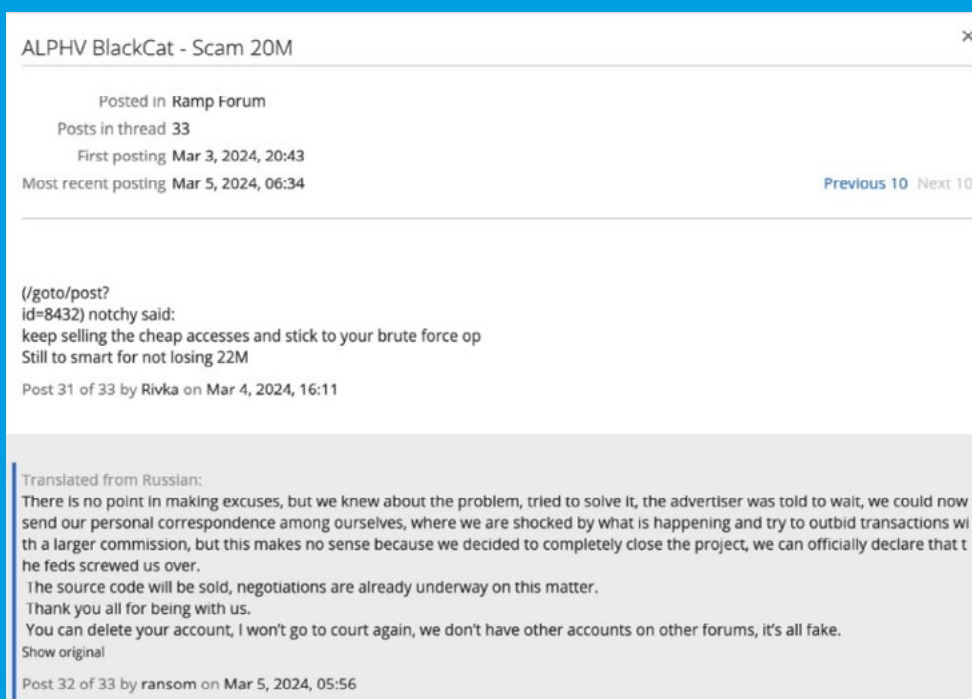 ALPHV BlackCat - Scam 20M
×
Posted in Ramp Forum
Posts in thread 33
First posting Mar 3, 2024, 20:43
Most recent posting Mar 5, 2024, 06:34
Previous 10 Next 10
(/goto/post?
id=8432) notchy said:
keep selling the cheap accesses and stick to your brute force op
Still to smart for not losing 22M
Post 31 of 33 by Rivka on Mar 4, 2024, 16:11
Translated from Russian:
There is no point in making excuses, but we knew about the problem, tried to solve it, the advertiser was told to wait, we could now
send our personal correspondence among ourselves, where we are shocked by what is happening and try to outbid transactions wi
th a larger commission, but this makes no sense because we decided to completely close the project, we can officially declare that t
he feds screwed us over.
The source code will be sold, negotiations are already underway on this matter.
Thank you all for being with us.
You can delete your account, I won't go to court again, we don't have other accounts on other forums, it's all fake.
Show original
Post 32 of 33 by ransom on Mar 5, 2024, 05:56